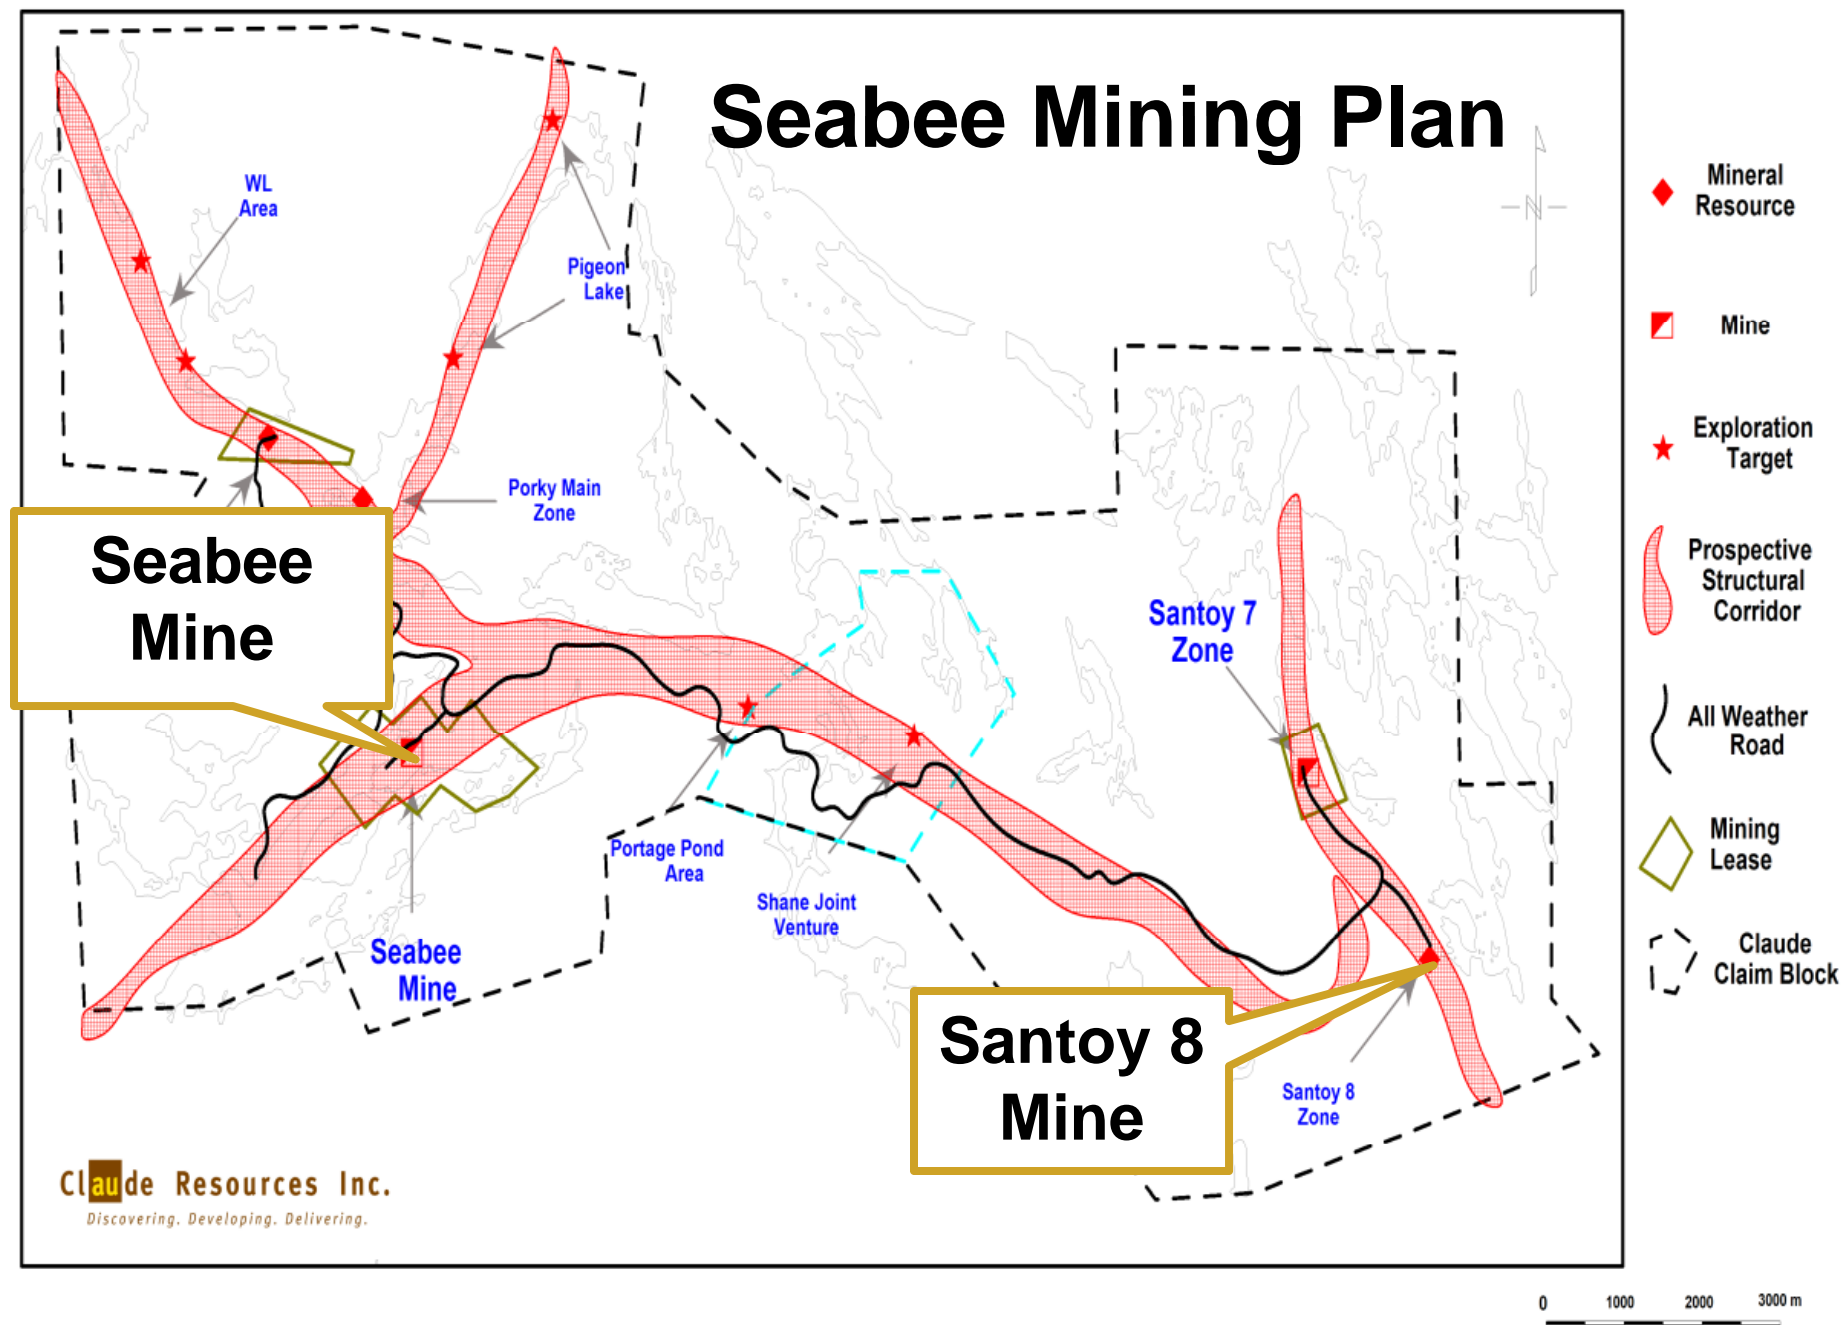 Seabee Mining Plan
WL
Area
Pigeon
Lake
Porky Main
Zone
Seabee
Mine
Santoy 7
Zone
Portage Pond
Area
Shane Joint
Venture
Seabee
Mine
Santoy 8
Mine
Santoy 8
Zone
N
Mineral
Resource
Mine
Exploration
Target
Prospective
Structural
Corridor
All Weather
Road
Mining
Lease
Claude
Claim Block
Claude Resources Inc.
Discovering. Developing. Delivering.
0 1000 2000 3000 m